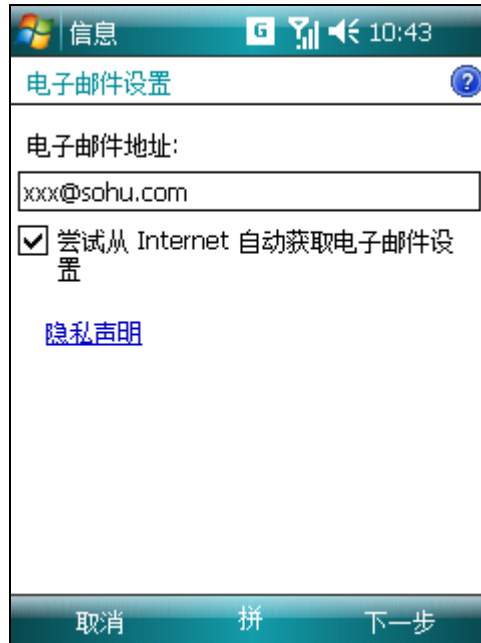 信息 G 10:43
电子邮件设置 ?
电子邮件地址:
xxx@sohu.com
尝试从 Internet 自动获取电子邮件设
置
隐私声明
取消 拼 下一步